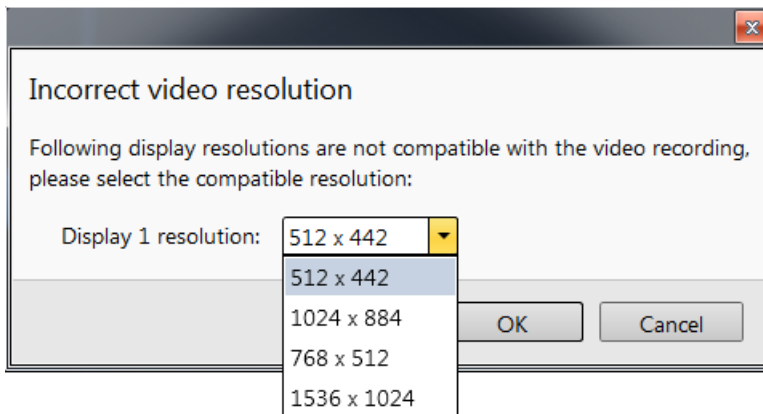 Incorrect video resolution
Following display resolutions are not compatible with the video recording,
please select the compatible resolution:
Display 1 resolution: 512 x 442
512 x 442
1024 x 884
OK Cancel
768 x 512
1536 x 1024